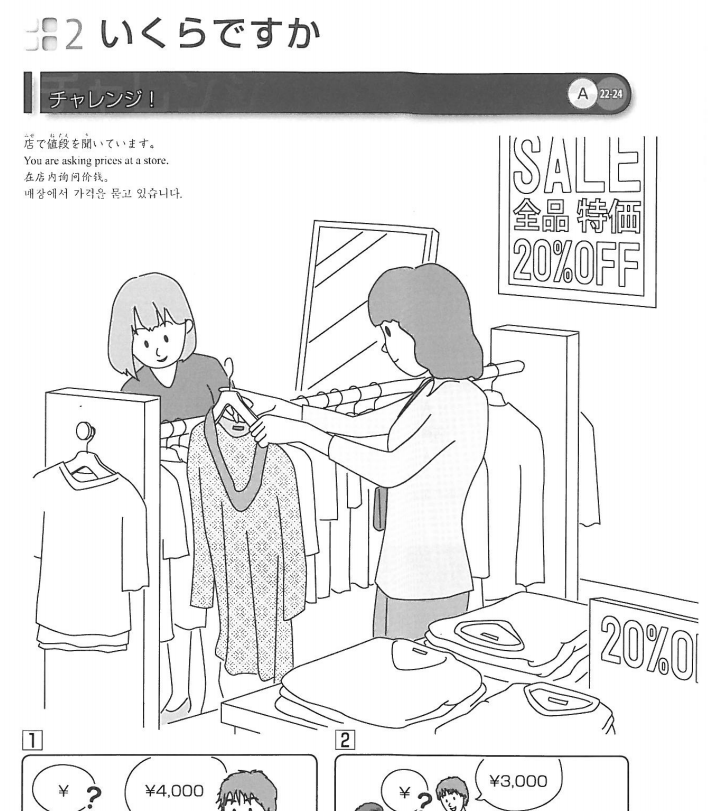 2 いくらですか
チャレンジ！
A 22-24
店で値段を聞いています。
You are asking prices at a store.
在店内询问价钱。
매장에서 가격을 묻고 있습니다.
SALE
全品 特価
20%OFF
20%O
1
2
¥ ?
¥4,000
¥ ?
¥3,000